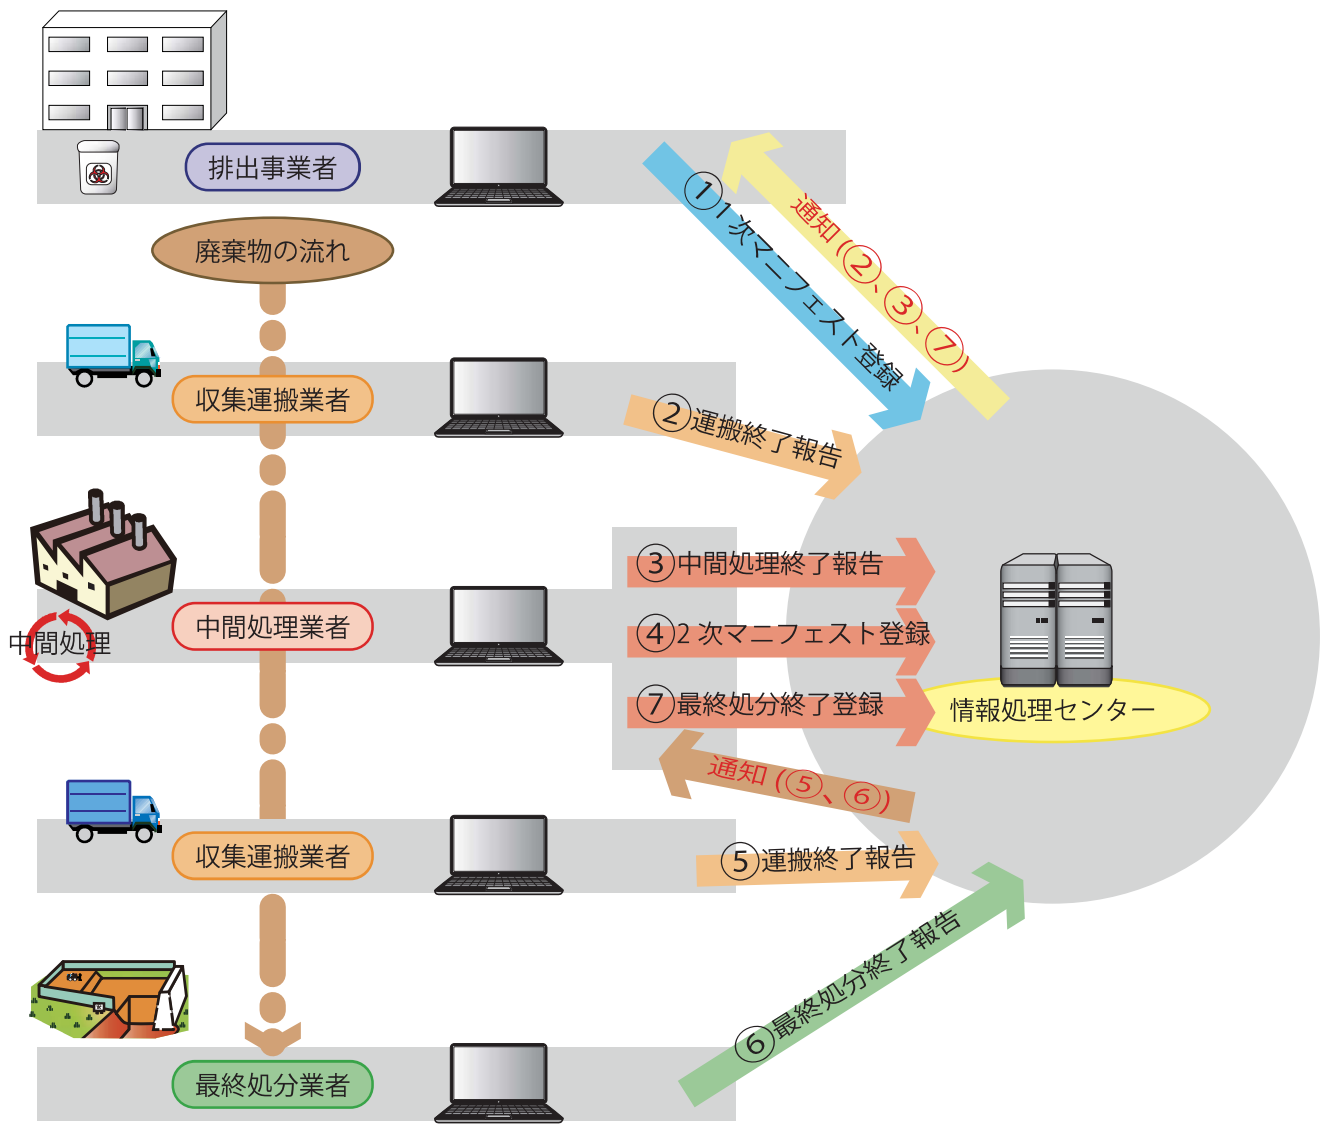 排出事業者
①1次マニフェスト登録
通知(②、③、⑦)
廃棄物の流れ
収集運搬業者
②運搬終了報告
中間処理業者
中間処理
③中間処理終了報告
④2次マニフェスト登録
⑦最終処分終了登録
情報処理センター
通知(⑤、⑥)
収集運搬業者
⑤運搬終了報告
⑥最終処分終了報告
最終処分業者